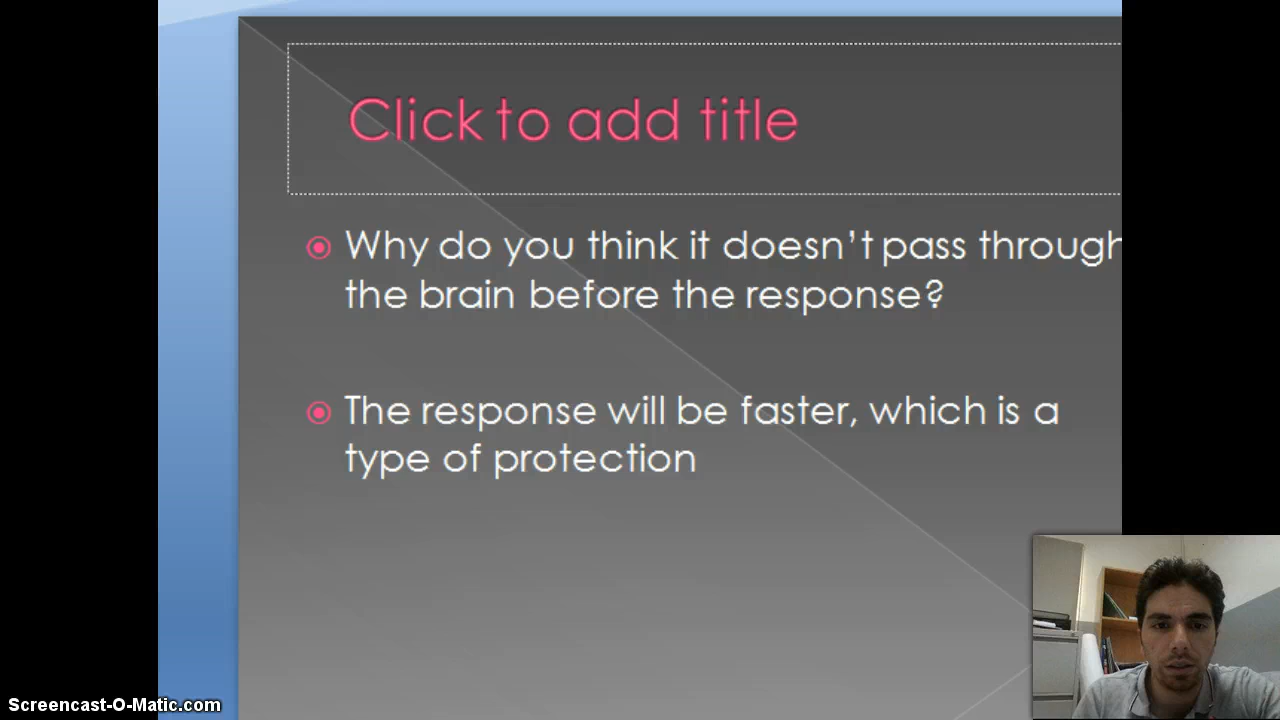 Click to add title
Why do you think it doesn't pass through
the brain before the response?
The response will be faster, which is a
type of protection
Screencast-O-Matic.com